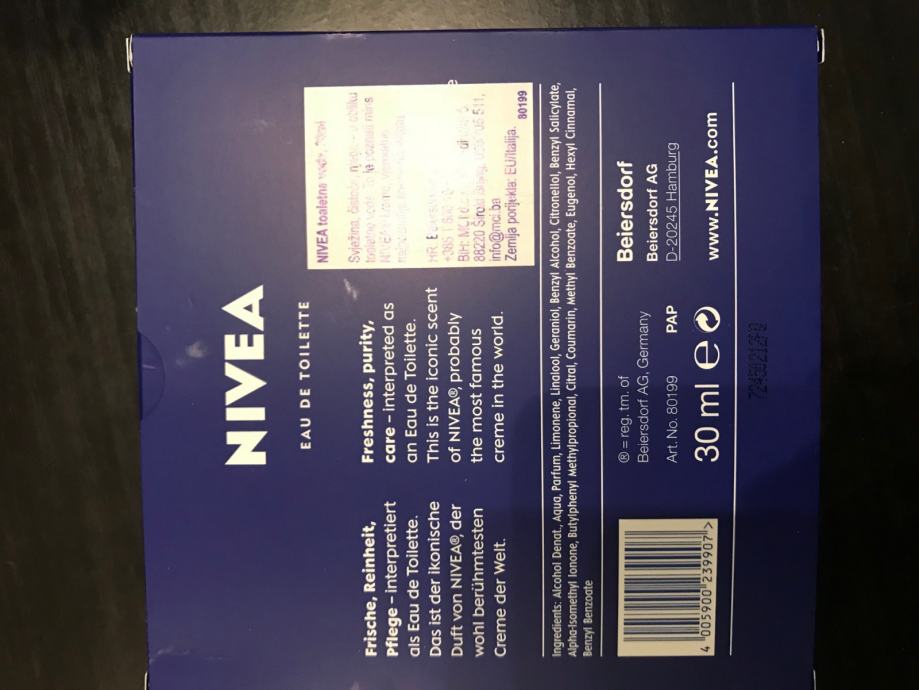 NIVEA
EAU DE TOILETTE
Frische, Reinheit,
Pflege – interpretiert
als Eau de Toilette.
Das ist der ikonische
Duft von NIVEA®, der
wohl berühmtesten
Creme der Welt.
Freshness, purity,
care – interpreted as
an Eau de Toilette.
This is the iconic scent
of NIVEA®, probably
the most famous
creme in the world.
NIVEA toaletna
Svježina,
info@mci.ba
Zemlja porijekla: EU/Italija.
80199
Ingredients: Alcohol Denat., Aqua, Parfum, Limonene, Linalool, Geraniol, Benzyl Alcohol, Citronellol, Benzyl Salicylate,
Alpha-Isomethyl Ionone, Butylphenyl Methylpropional, Citral, Coumarin, Methyl Benzoate, Eugenol, Hexyl Cinnamal,
Benzyl Benzoate
4 005900 239907 >
® = reg. tm. of
Beiersdorf AG, Germany
Art. No. 80199 PAP
30 ml e
Beiersdorf
Beiersdorf AG
D-20245 Hamburg
www.NIVEA.com